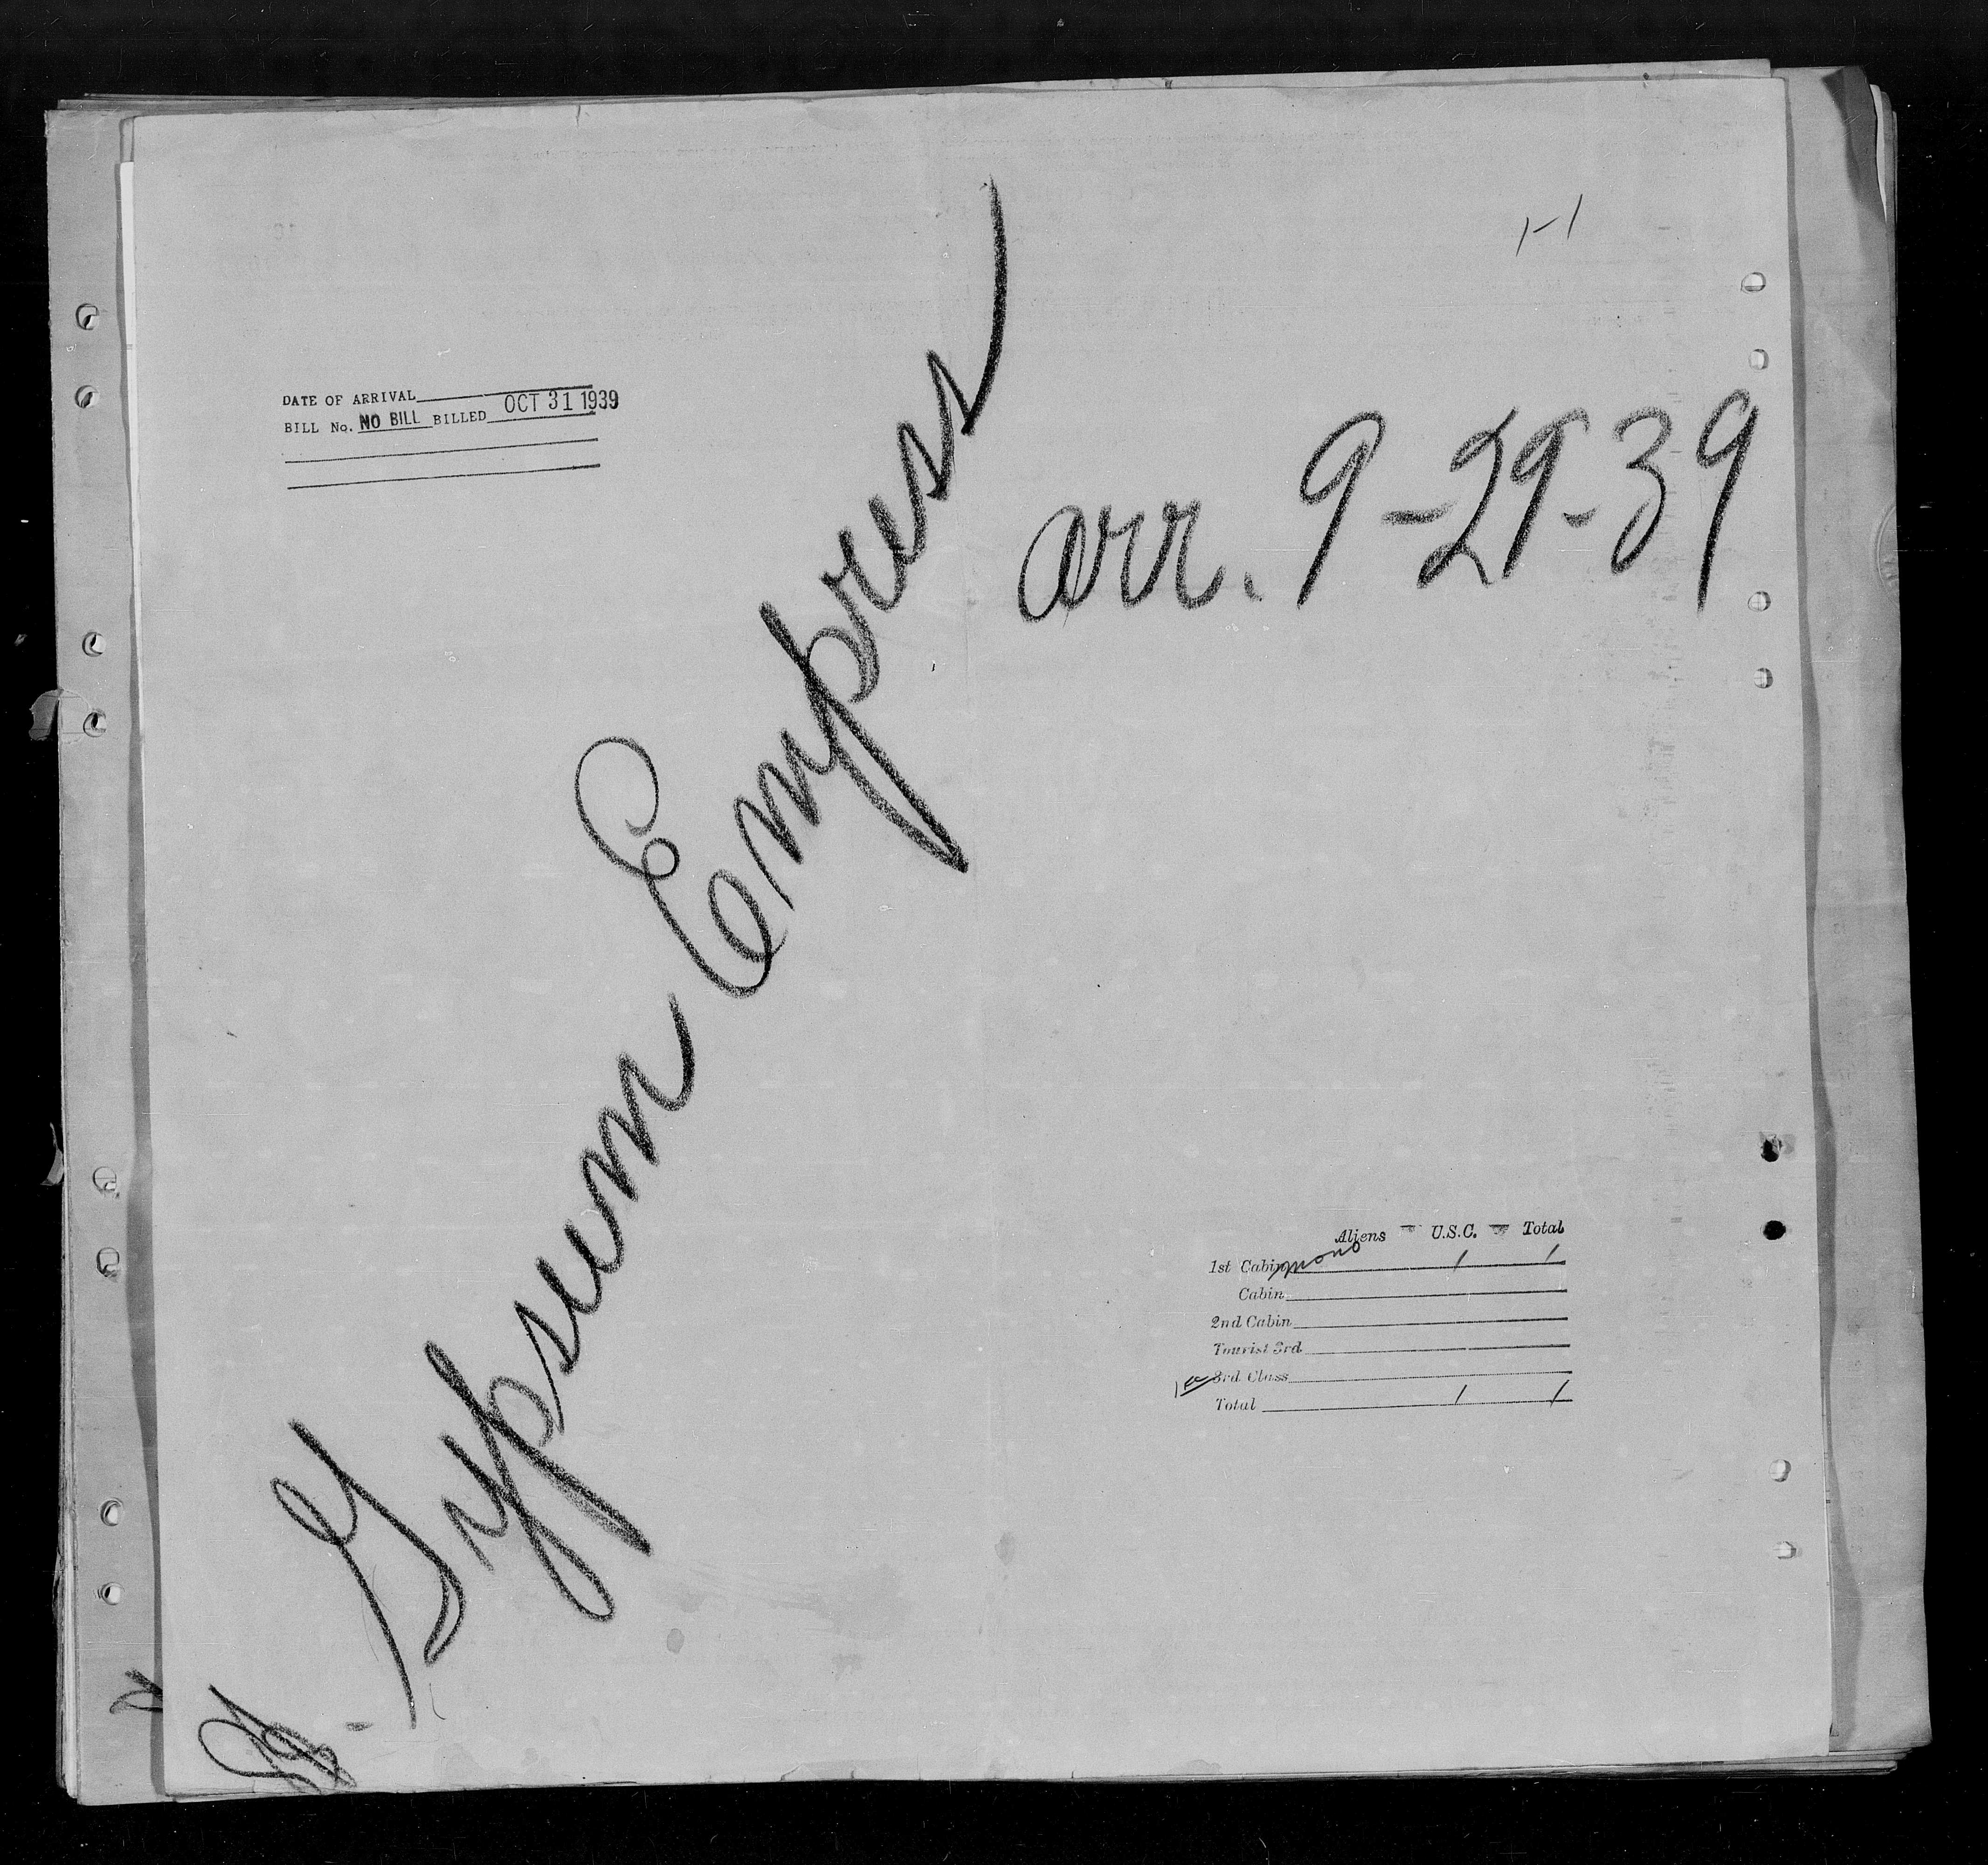 1-1
DATE OF ARRIVAL
BILL No. NO BILL BILLED OCT 31 1939
arr. 9-29-39
Gypsum Empress
Aliens - U.S.C. - Total
1st Cabin 1 1
Cabin
2nd Cabin
Tourist 3rd
3rd Class
Total 1 1